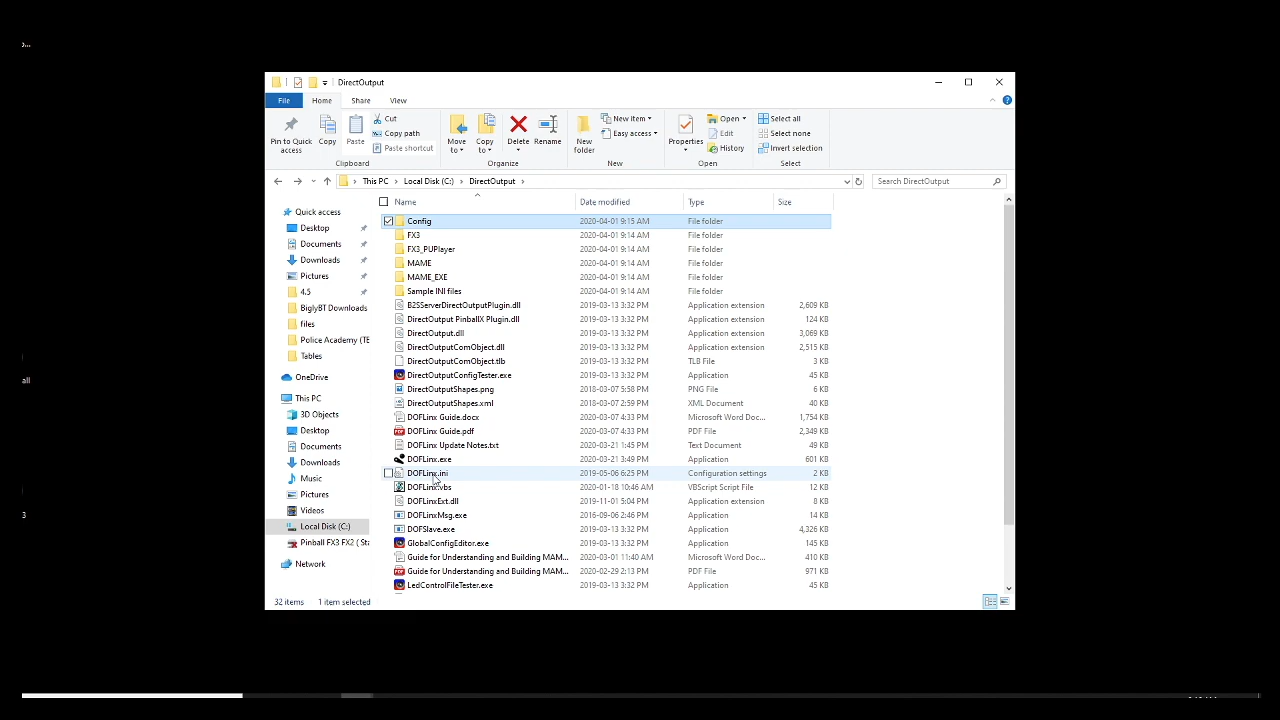 DirectOutput
File Home Share View
Pin to Quick access
Copy
Paste
Cut
Copy path
Paste shortcut
Clipboard
Move to
Copy to
Delete
Rename
Organize
New folder
New item
Easy access
New
Properties
Open
Edit
History
Open
Select all
Select none
Invert selection
Select
This PC > Local Disk (C:) > DirectOutput >
Search DirectOutput
Quick access
Desktop
Documents
Downloads
Pictures
4.5
BiglyBT Downloads
files
Police Academy (TE
Tables
OneDrive
This PC
3D Objects
Desktop
Documents
Downloads
Music
Pictures
Videos
Local Disk (C:)
Pinball FX3 FX2 ( Sta
Network
Name Date modified Type Size
Config 2020-04-01 9:15 AM File folder
FX3 2020-04-01 9:14 AM File folder
FX3_PUPlayer 2020-04-01 9:14 AM File folder
MAME 2020-04-01 9:14 AM File folder
MAME_EXE 2020-04-01 9:14 AM File folder
Sample INI files 2020-04-01 9:14 AM File folder
B2SServerDirectOutputPlugin.dll 2019-03-13 3:32 PM Application extension 2,609 KB
DirectOutput PinballX Plugin.dll 2019-03-13 3:32 PM Application extension 124 KB
DirectOutput.dll 2019-03-13 3:32 PM Application extension 3,069 KB
DirectOutputComObject.dll 2019-03-13 3:32 PM Application extension 2,515 KB
DirectOutputComObject.tlb 2019-03-13 3:32 PM TLB File 3 KB
DirectOutputConfigTester.exe 2019-03-13 3:32 PM Application 45 KB
DirectOutputShapes.png 2018-03-07 5:58 PM PNG File 6 KB
DirectOutputShapes.xml 2018-03-07 2:59 PM XML Document 40 KB
DOFLinx Guide.docx 2020-03-07 4:33 PM Microsoft Word Doc... 1,754 KB
DOFLinx Guide.pdf 2020-03-07 4:33 PM PDF File 2,349 KB
DOFLinx Update Notes.txt 2020-03-21 1:45 PM Text Document 49 KB
DOFLinx.exe 2020-03-21 3:49 PM Application 601 KB
DOFLinx.ini 2019-05-06 6:25 PM Configuration settings 2 KB
DOFLinx.vbs 2020-01-18 10:46 AM VBScript Script File 12 KB
DOFLinxExt.dll 2019-11-01 5:04 PM Application extension 8 KB
DOFLinxMsg.exe 2016-09-06 2:46 PM Application 14 KB
DOFSlave.exe 2019-03-13 3:32 PM Application 4,326 KB
GlobalConfigEditor.exe 2019-03-13 3:32 PM Application 145 KB
Guide for Understanding and Building MAM... 2020-03-01 11:40 AM Microsoft Word Doc... 410 KB
Guide for Understanding and Building MAM... 2020-02-29 2:13 PM PDF File 971 KB
LedControlFileTester.exe 2019-03-13 3:32 PM Application 45 KB
32 items 1 item selected
all
3